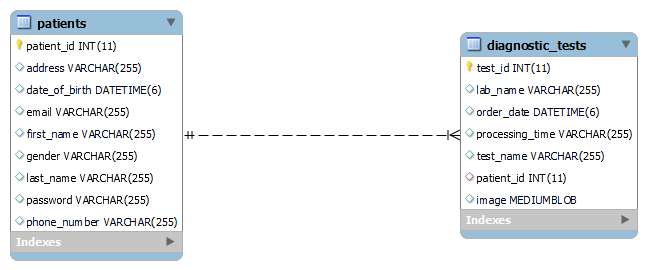 patients
patient_id INT(11)
address VARCHAR(255)
date_of_birth DATETIME(6)
email VARCHAR(255)
first_name VARCHAR(255)
gender VARCHAR(255)
last_name VARCHAR(255)
password VARCHAR(255)
phone_number VARCHAR(255)
Indexes
diagnostic_tests
test_id INT(11)
lab_name VARCHAR(255)
order_date DATETIME(6)
processing_time VARCHAR(255)
test_name VARCHAR(255)
patient_id INT(11)
image MEDIUMBLOB
Indexes